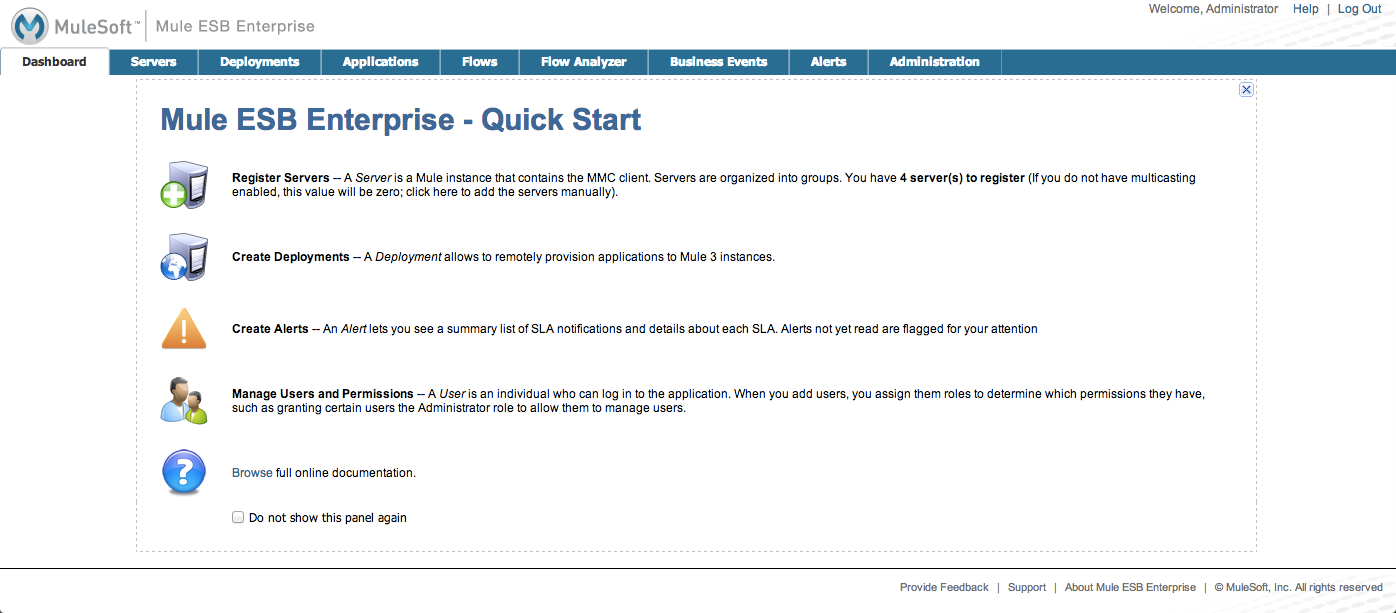 Welcome, Administrator Help | Log Out
MuleSoft™ Mule ESB Enterprise
Dashboard Servers Deployments Applications Flows Flow Analyzer Business Events Alerts Administration
Mule ESB Enterprise - Quick Start
Register Servers -- A Server is a Mule instance that contains the MMC client. Servers are organized into groups. You have 4 server(s) to register (If you do not have multicasting
enabled, this value will be zero; click here to add the servers manually).
Create Deployments -- A Deployment allows to remotely provision applications to Mule 3 instances.
Create Alerts -- An Alert lets you see a summary list of SLA notifications and details about each SLA. Alerts not yet read are flagged for your attention
Manage Users and Permissions -- A User is an individual who can log in to the application. When you add users, you assign them roles to determine which permissions they have,
such as granting certain users the Administrator role to allow them to manage users.
Browse full online documentation.
Do not show this panel again
Provide Feedback | Support | About Mule ESB Enterprise | © MuleSoft, Inc. All rights reserved